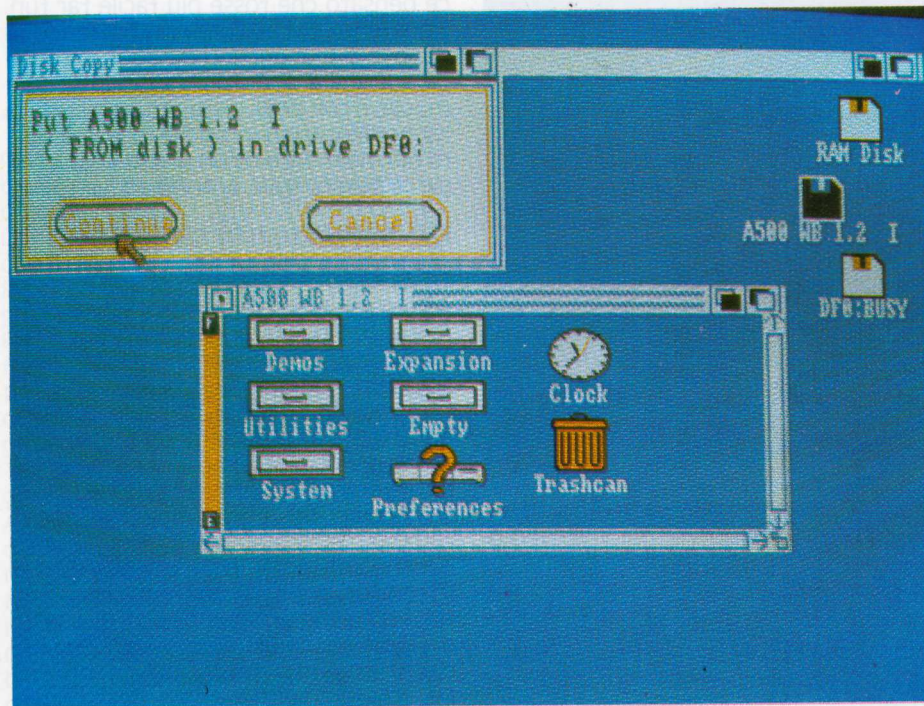 Disk Copy
Put A500 WB 1.2 I
( FROM disk ) in drive DF0:
Continue
Cancel
RAM Disk
A500 WB 1.2 I
DF0:BUSY
A500 WB 1.2 I
Demos
Expansion
Clock
Utilities
Empty
System
Preferences
Trashcan
F
E